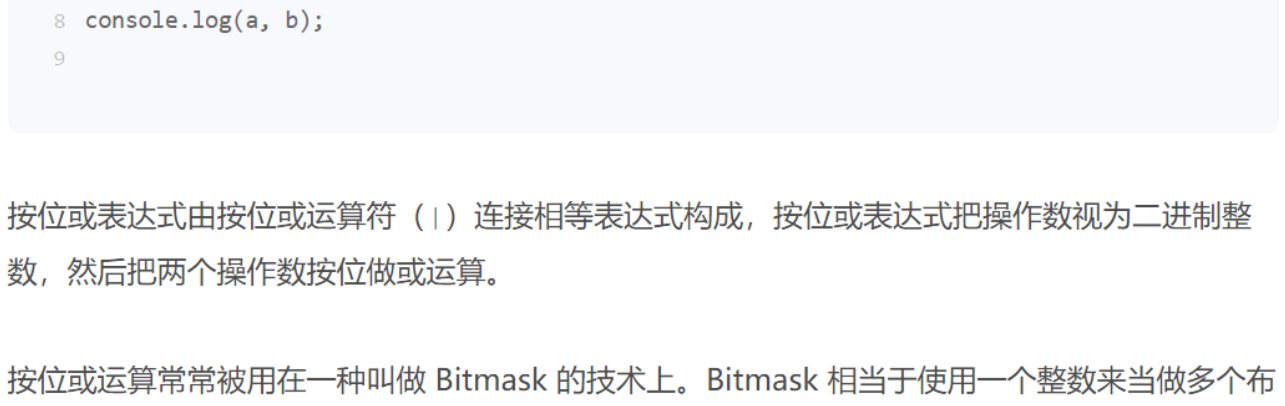 8 console.log(a, b);
9
按位或表达式由按位或运算符（|）连接相等表达式构成，按位或表达式把操作数视为二进制整
数，然后把两个操作数按位做或运算。
按位或运算常常被用在一种叫做 Bitmask 的技术上。Bitmask 相当于使用一个整数来当做多个布